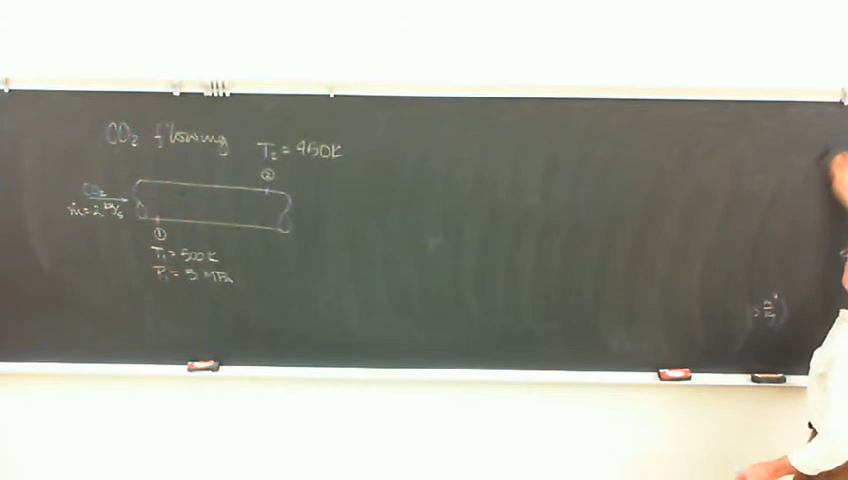 CO₂ flowing
T₂ = 450K
②
CO₂
ṁ = 2 kg/s
①
T₁ = 500K
P₁ = 5 MPa